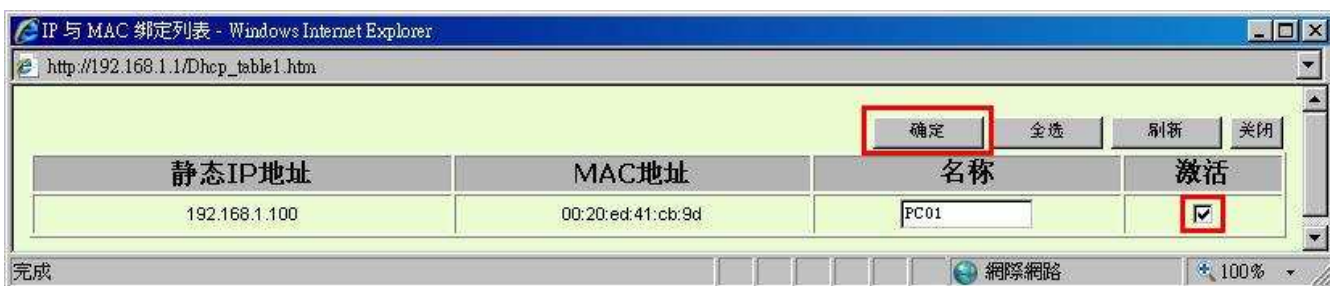 IP 与 MAC 绑定列表 - Windows Internet Explorer
http://192.168.1.1/Dhcp_table1.htm
确定 全选 刷新 关闭
静态IP地址 MAC地址 名称 激活
192.168.1.100 00:20:ed:41:cb:9d PC01
完成 網際網路 100%